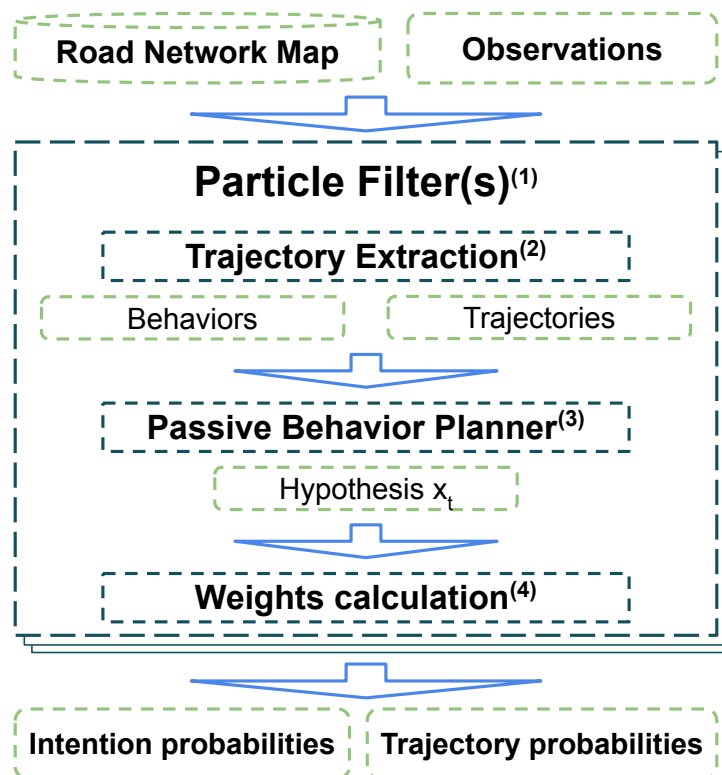 Road Network Map
Observations
Particle Filter(s)(1)
Trajectory Extraction(2)
Behaviors
Trajectories
Passive Behavior Planner(3)
Hypothesis xt
Weights calculation(4)
Intention probabilities
Trajectory probabilities